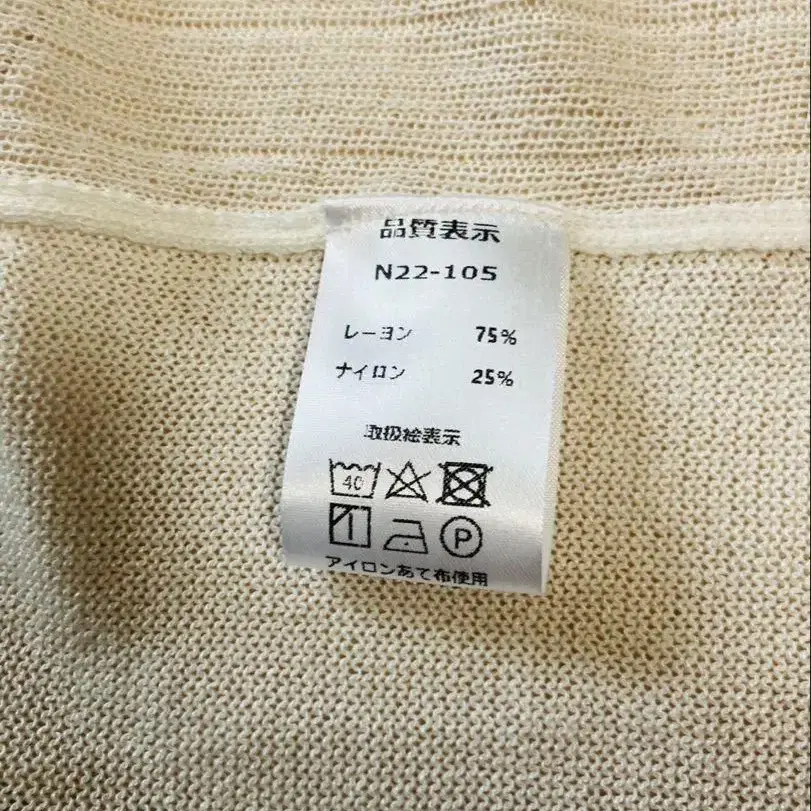 品質表示
N22-105
レーヨン 75%
ナイロン 25%
取扱絵表示
40
P
アイロンあて布使用